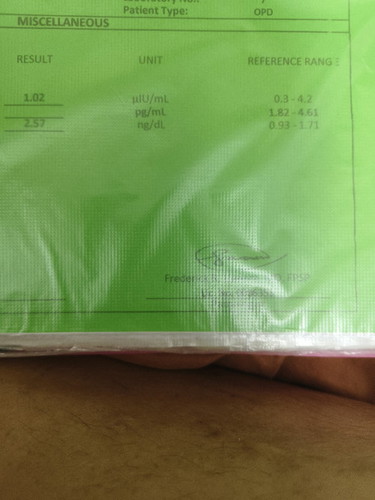 Patient Type: OPD
MISCELLANEOUS
RESULT UNIT REFERENCE RANGE
1.02 µIU/mL 0.3 - 4.2
pg/mL 1.82 - 4.61
2.57 ng/dL 0.93 - 1.71